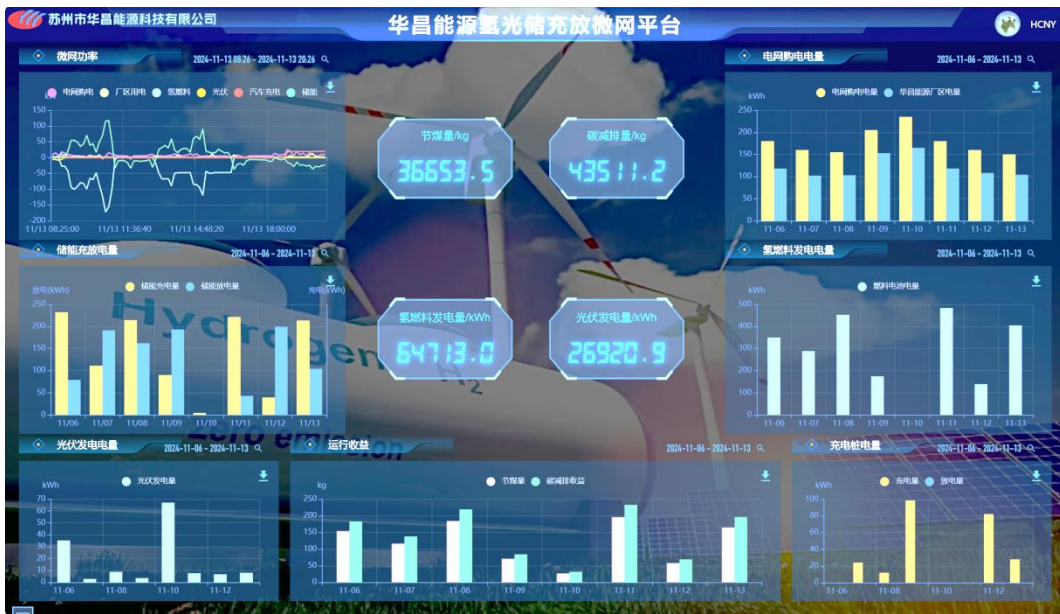 苏州市华昌能源科技有限公司
华昌能源氢光储充放微网平台
HCNY
微网功率
2024-11-13 08:26 - 2024-11-13 20:26
kW
电网购电 厂区用电 氢燃料 光伏 汽车充电 储能
150
100
50
0
-50
-100
-150
-200
11/13 08:25:00 11/13 11:36:40 11/13 14:48:20 11/13 18:00:00
节煤量/kg
36653.5
碳减排量/kg
43511.2
电网购电电量
2024-11-06 - 2024-11-13
kWh
电网购电电量 华昌能源厂区电量
250
200
150
100
50
0
11-06 11-07 11-08 11-09 11-10 11-11 11-12 11-13
储能充放电量
2024-11-06 - 2024-11-13
放电(kWh)
储能充电量 储能放电量
充电(kWh)
250
200
150
100
50
0
11/06 11/07 11/08 11/09 11/10 11/11 11/12 11/13
Hydrogen H2
Zero emission
氢燃料发电量/kWh
64713.0
光伏发电量/kWh
26920.9
氢燃料发电电量
2024-11-06 - 2024-11-13
kWh
燃料电池电量
500
400
300
200
100
0
11-06 11-07 11-08 11-09 11-10 11-11 11-12 11-13
光伏发电电量
2024-11-06 - 2024-11-13
kWh
光伏发电量
70
60
50
40
30
20
10
0
11-06 11-08 11-10 11-12
运行收益
2024-11-06 - 2024-11-13
kg
节煤量 碳减排收益
250
200
150
100
50
0
11-06 11-07 11-08 11-09 11-10 11-11 11-12 11-13
充电桩电量
2024-11-06 - 2024-11-13
kWh
充电量 放电量
100
80
60
40
20
0
11-06 11-08 11-10 11-12